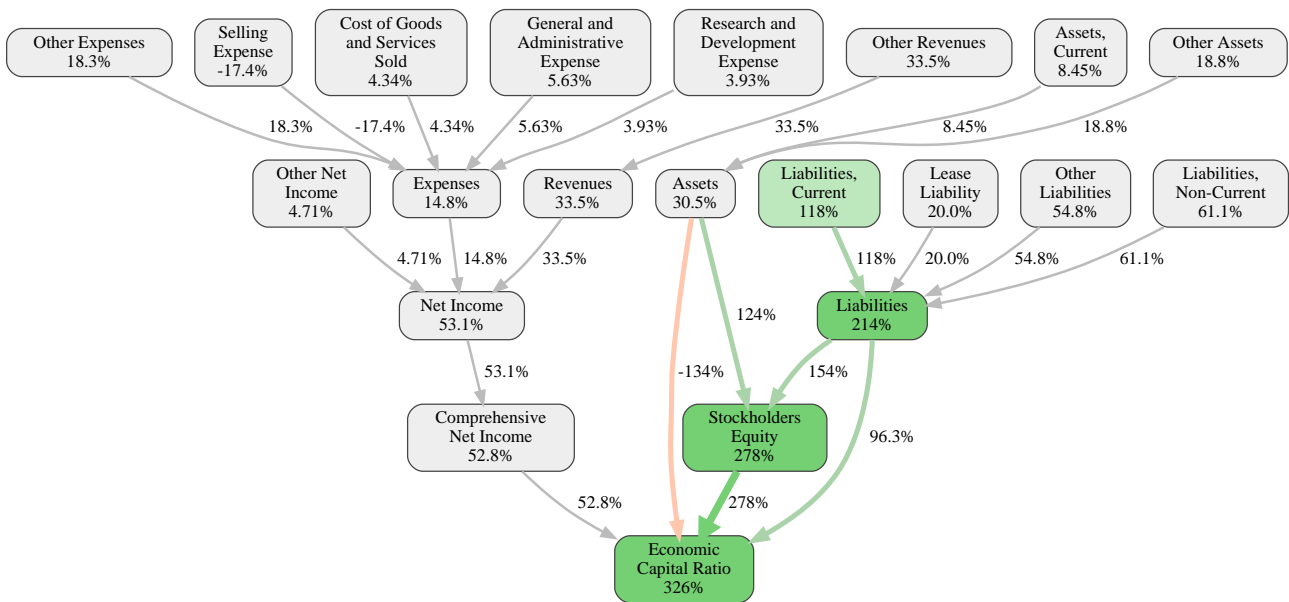 Other Expenses
18.3%
Selling
Expense
-17.4%
Cost of Goods
and Services
Sold
4.34%
General and
Administrative
Expense
5.63%
Research and
Development
Expense
3.93%
Other Revenues
33.5%
Assets,
Current
8.45%
Other Assets
18.8%
18.3%
-17.4%
4.34%
5.63%
3.93%
33.5%
8.45%
18.8%
Other Net
Income
4.71%
Expenses
14.8%
Revenues
33.5%
Assets
30.5%
Liabilities,
Current
118%
Lease
Liability
20.0%
Other
Liabilities
54.8%
Liabilities,
Non-Current
61.1%
4.71%
14.8%
33.5%
118%
20.0%
54.8%
61.1%
Net Income
53.1%
124%
Liabilities
214%
53.1%
-134%
154%
Comprehensive
Net Income
52.8%
Stockholders
Equity
278%
96.3%
52.8%
278%
Economic
Capital Ratio
326%